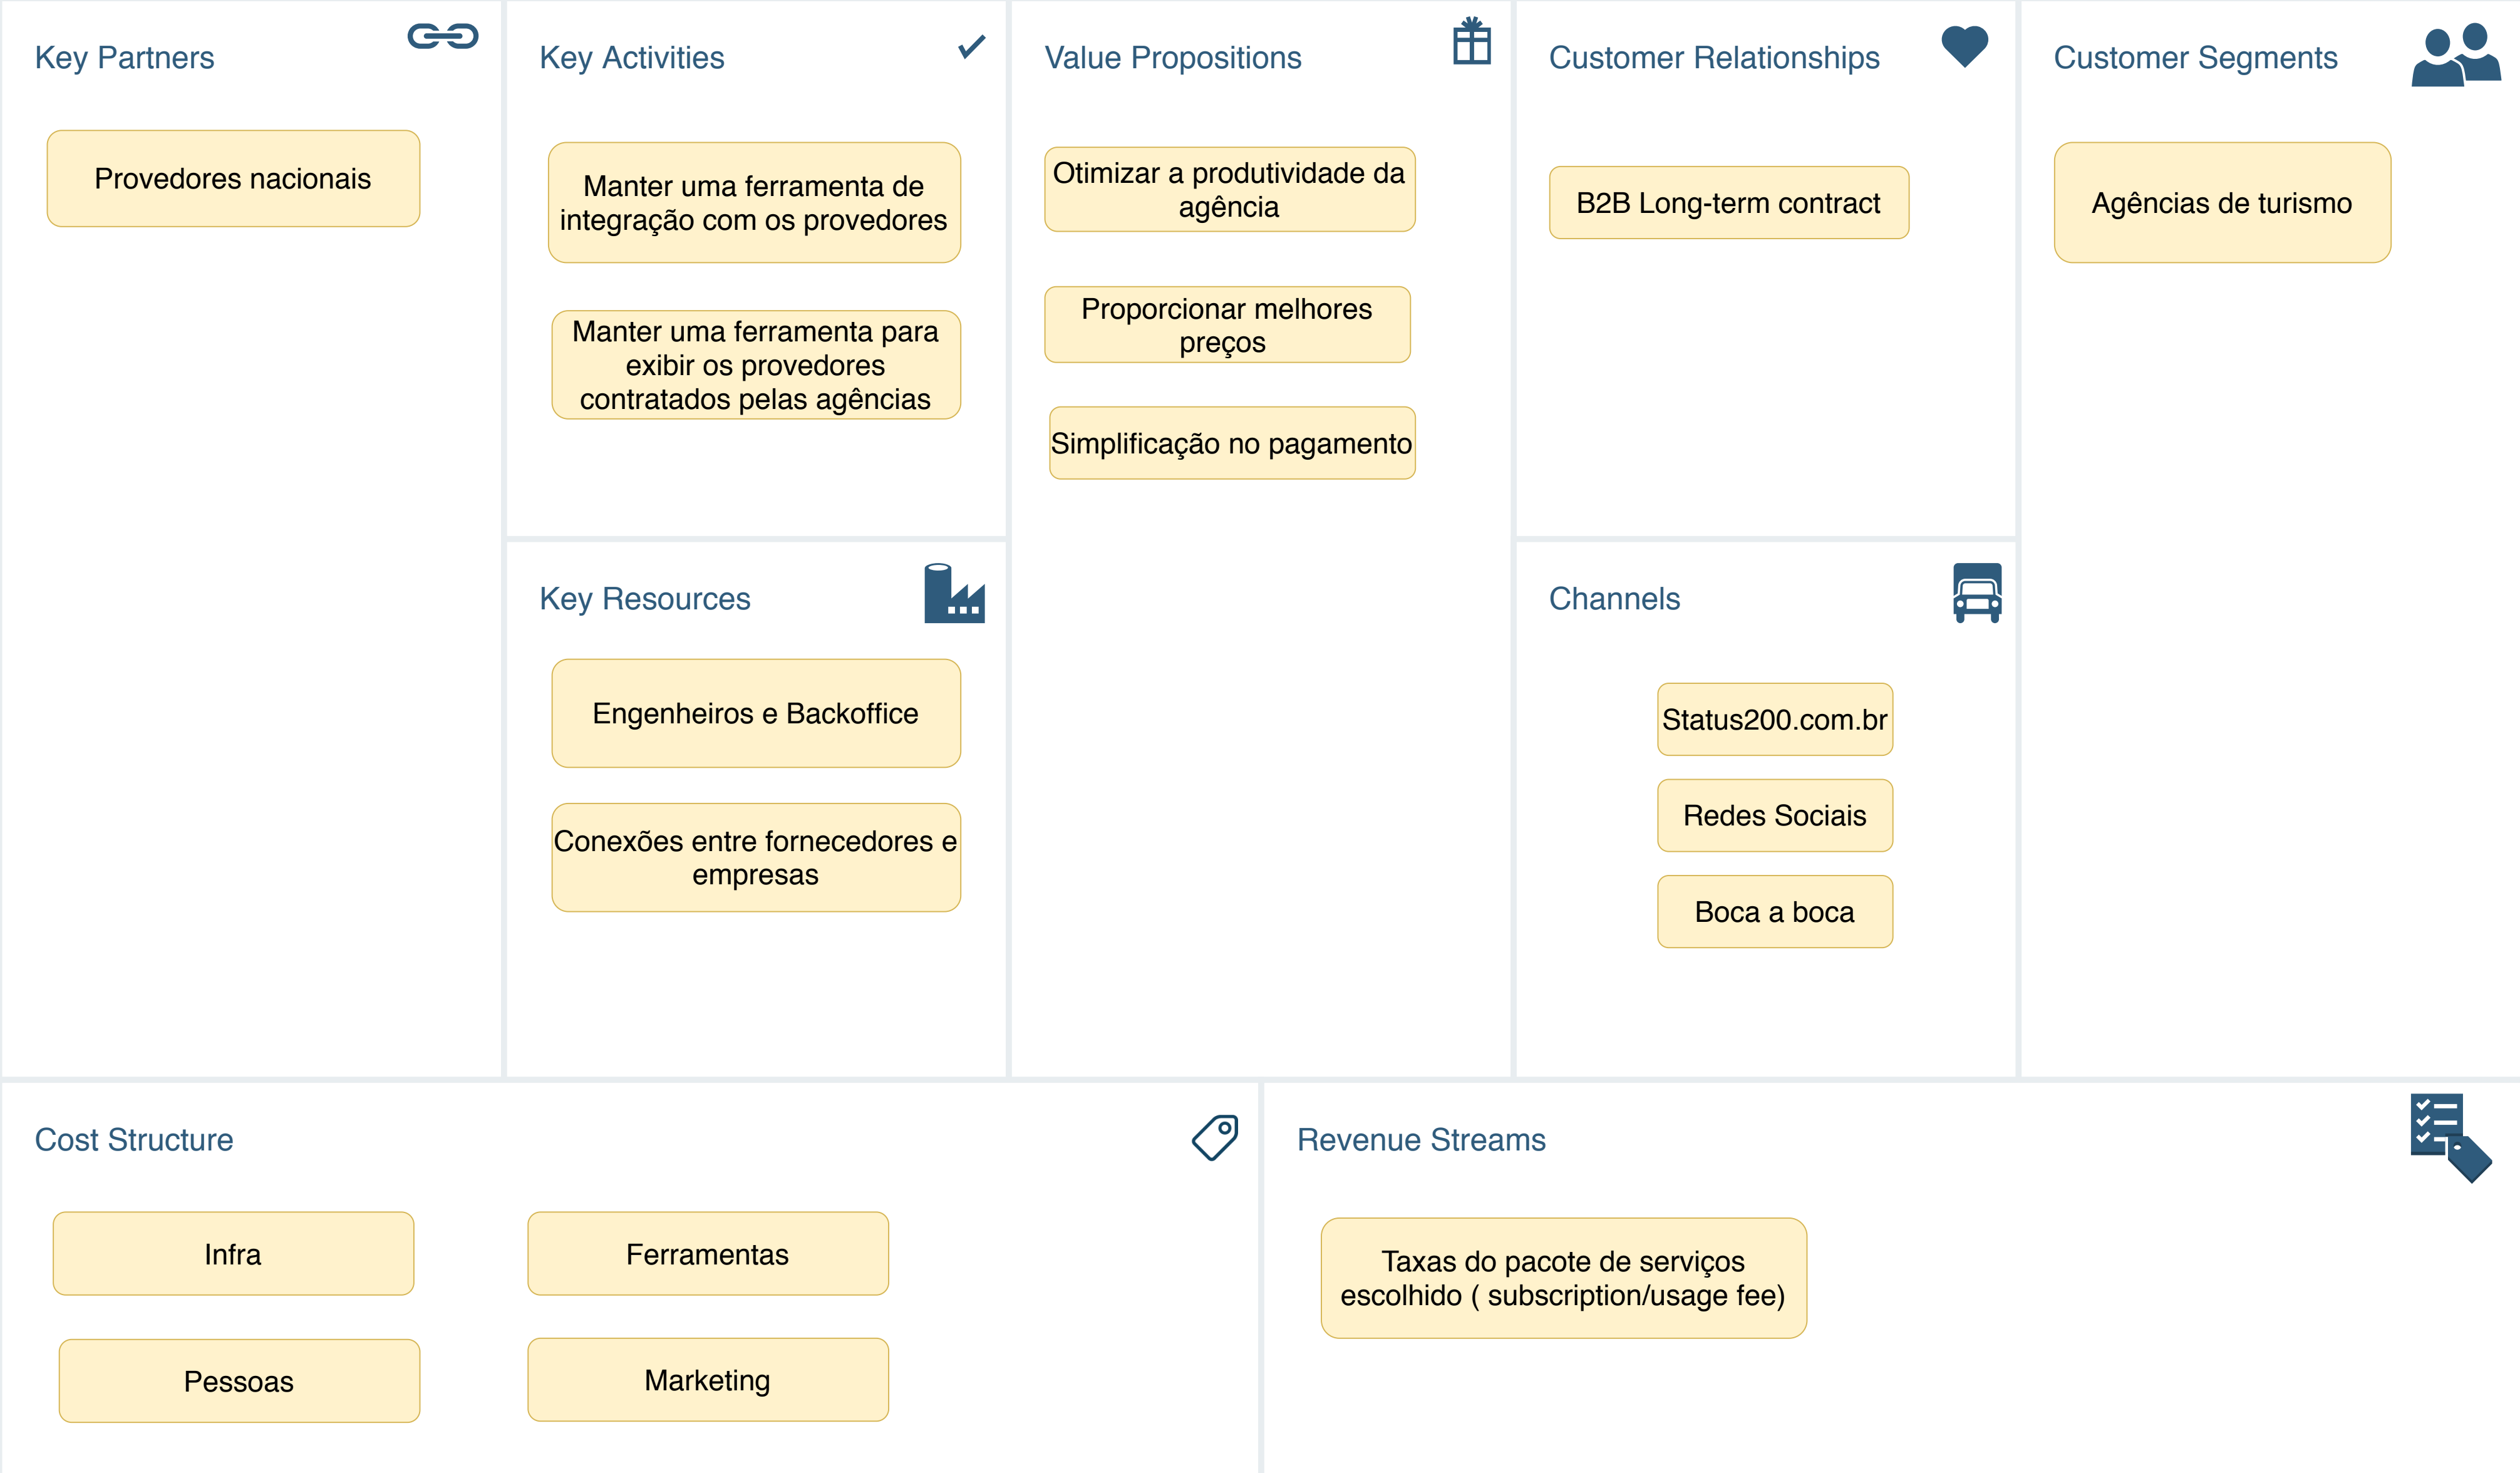 Key Partners
Provedores nacionais
Key Activities
Manter uma ferramenta de
integração com os provedores
Manter uma ferramenta para
exibir os provedores
contratados pelas agências
Key Resources
Engenheiros e Backoffice
Conexões entre fornecedores e
empresas
Value Propositions
Otimizar a produtividade da
agência
Proporcionar melhores
preços
Simplificação no pagamento
Customer Relationships
B2B Long-term contract
Channels
Status200.com.br
Redes Sociais
Boca a boca
Customer Segments
Agências de turismo
Cost Structure
Infra
Ferramentas
Pessoas
Marketing
Revenue Streams
Taxas do pacote de serviços
escolhido ( subscription/usage fee)